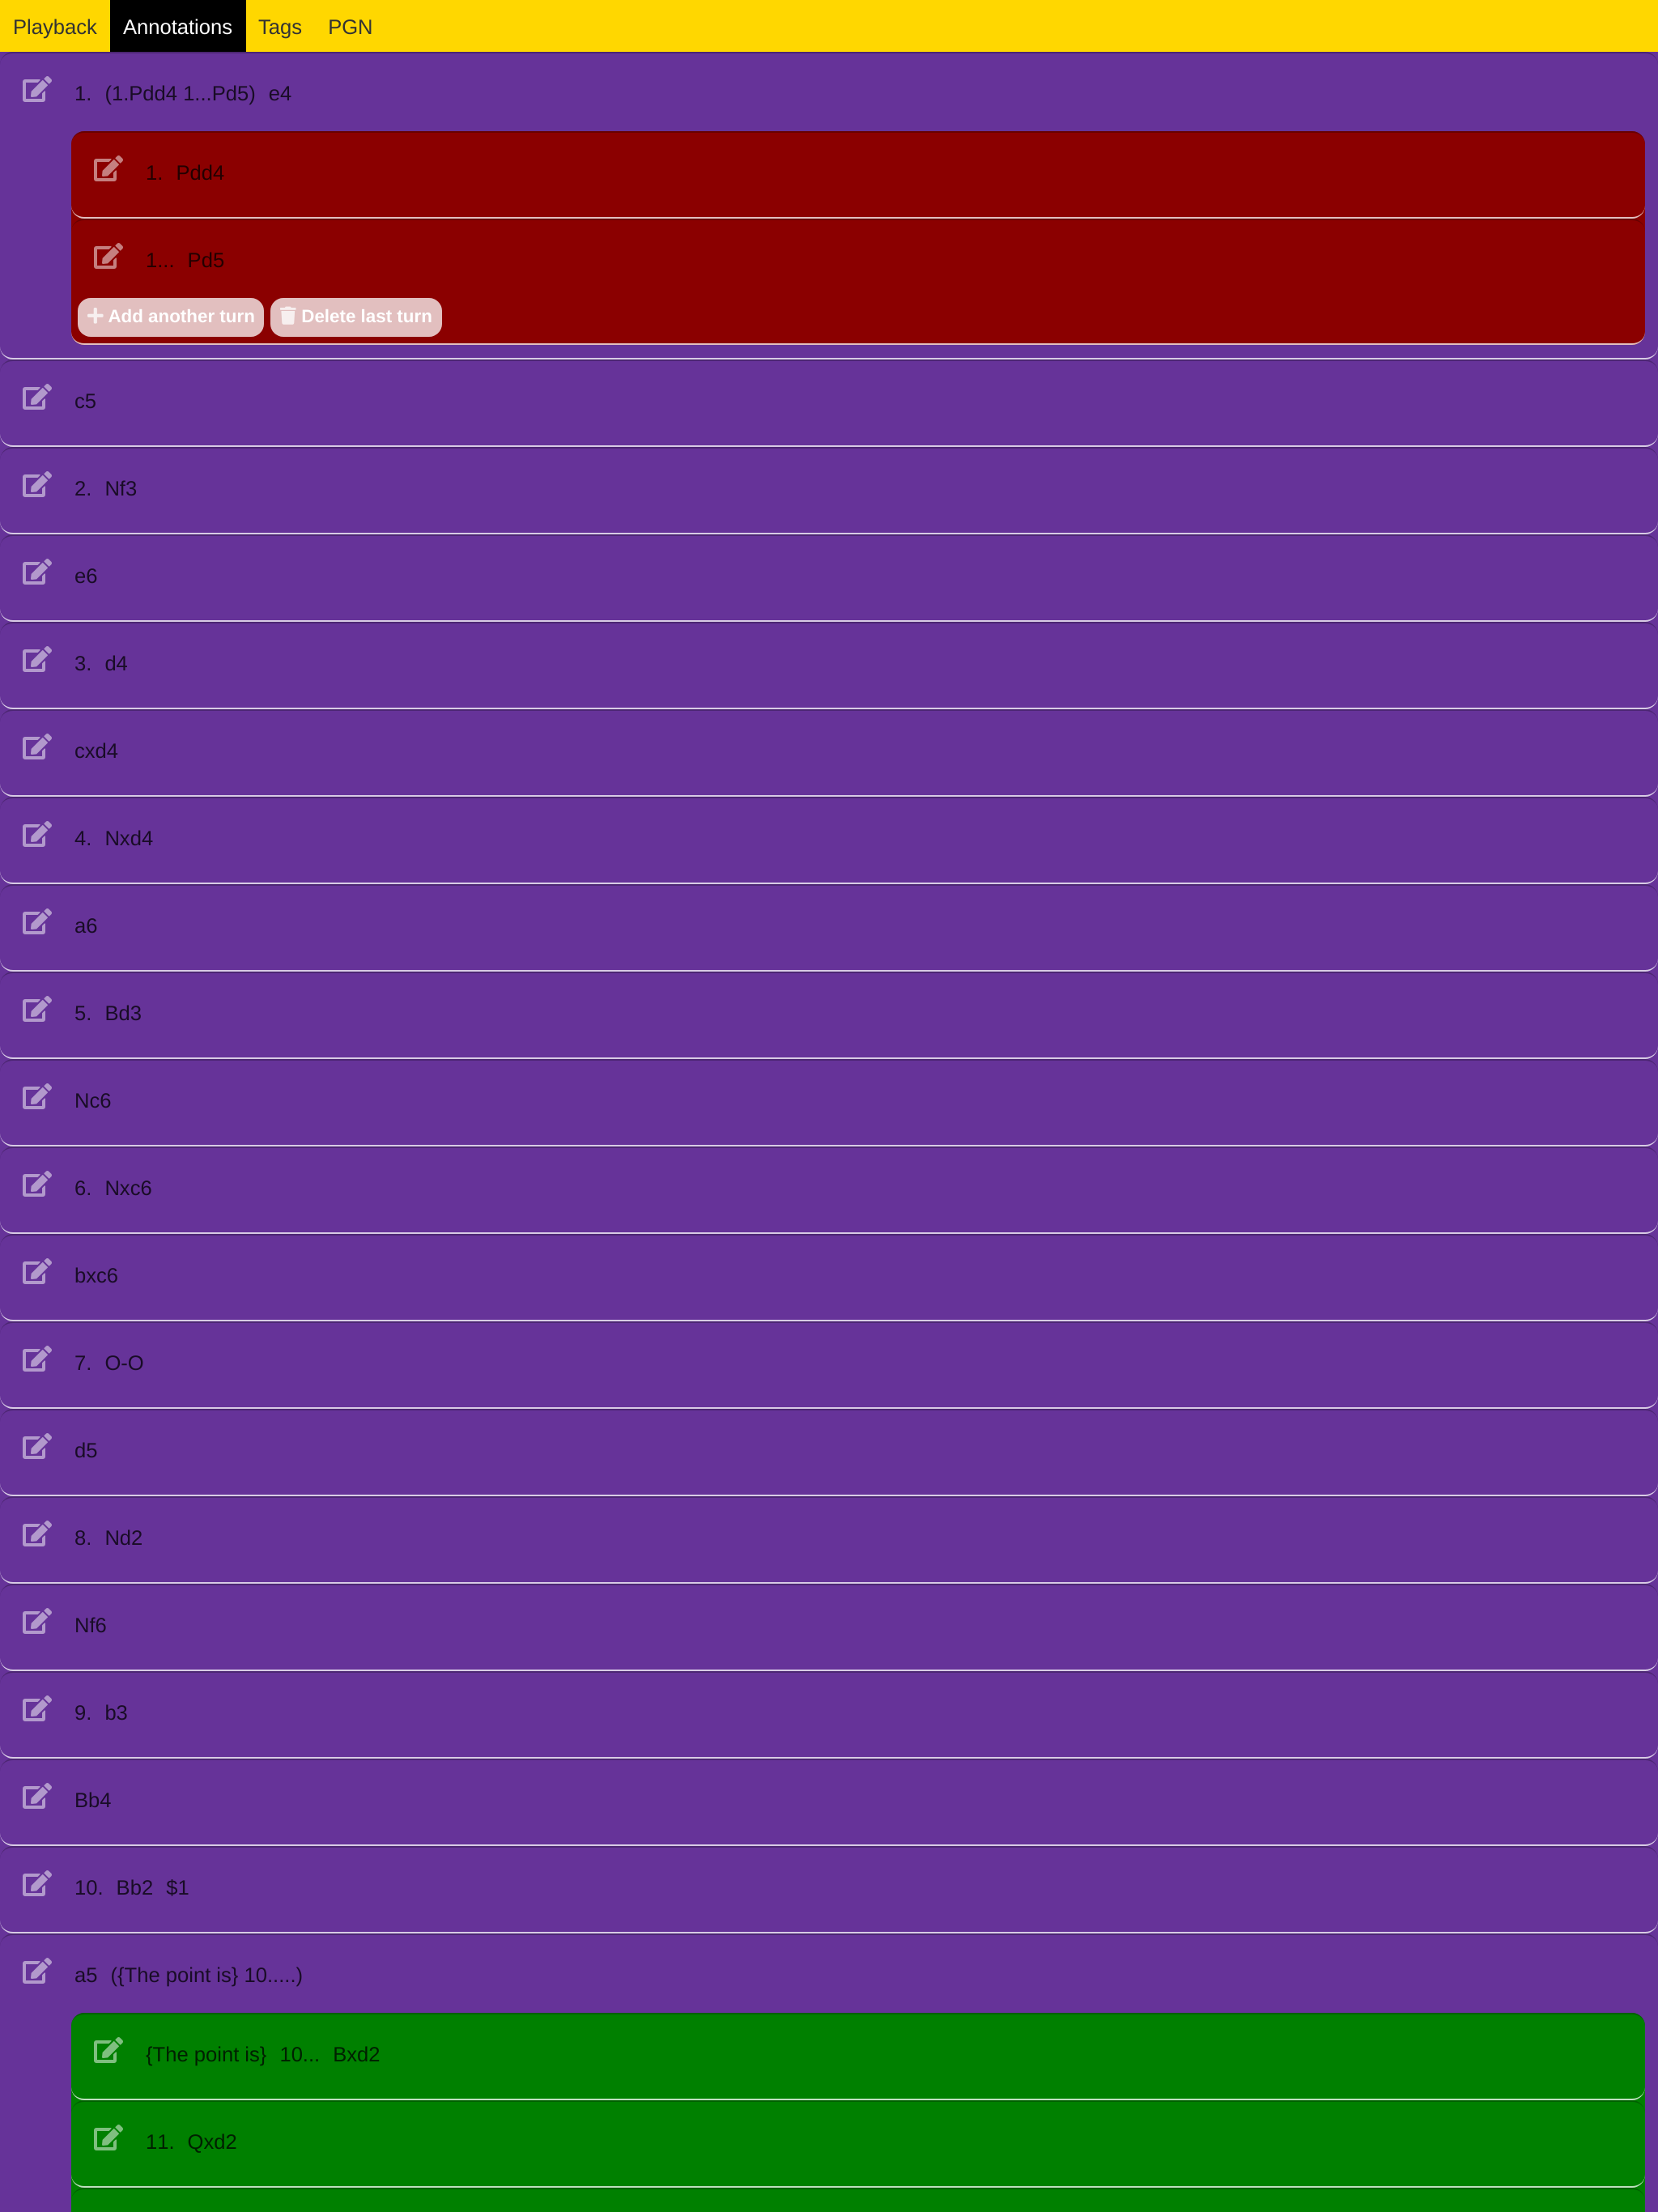 Playback Annotations Tags PGN
1. (1.Pdd4 1...Pd5) e4
1. Pdd4
1... Pd5
Add another turn Delete last turn
c5
2. Nf3
e6
3. d4
cxd4
4. Nxd4
a6
5. Bd3
Nc6
6. Nxc6
bxc6
7. O-O
d5
8. Nd2
Nf6
9. b3
Bb4
10. Bb2 $1
a5 ({The point is} 10.....)
{The point is} 10... Bxd2
11. Qxd2